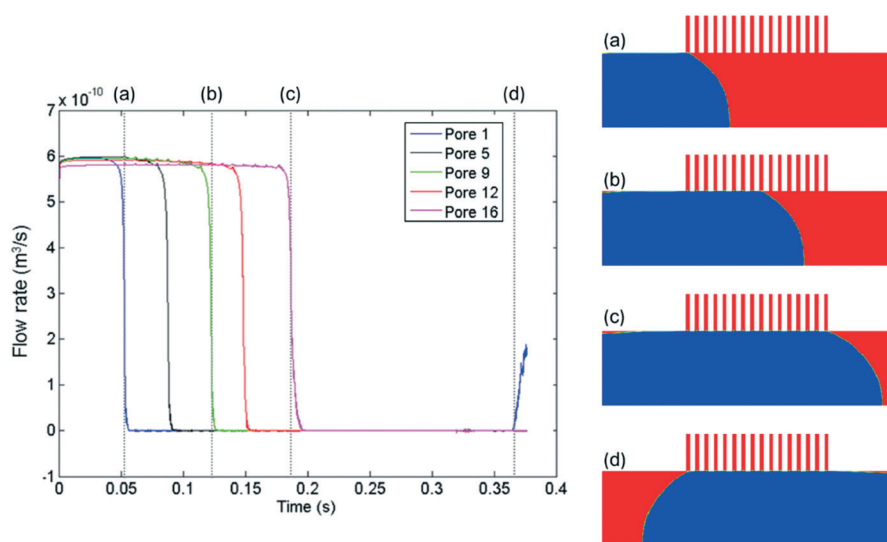 (a)
(b)
(c)
(d)
7 × 10⁻¹⁰
6
5
4
3
2
1
0
-1
Flow rate (m³/s)
0
0.05
0.1
0.15
0.2
0.25
0.3
0.35
0.4
Time (s)
Pore 1
Pore 5
Pore 9
Pore 12
Pore 16
(a)
(b)
(c)
(d)